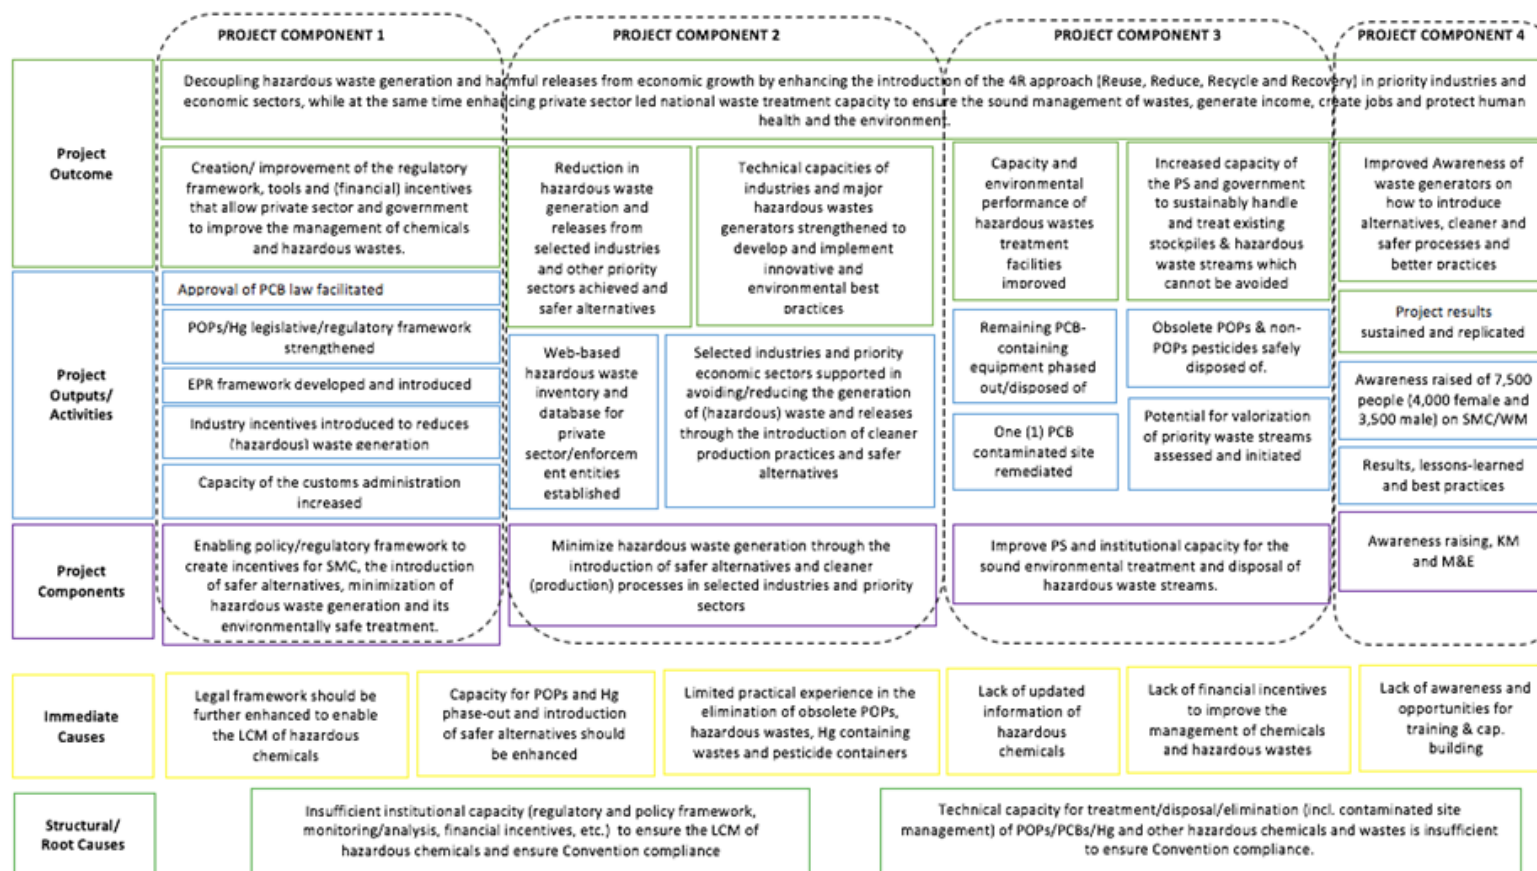 PROJECT COMPONENT 1
PROJECT COMPONENT 2
PROJECT COMPONENT 3
PROJECT COMPONENT 4
Project
Outcome
Decoupling hazardous waste generation and harmful releases from economic growth by enhancing the introduction of the 4R approach (Reuse, Reduce, Recycle and Recovery) in priority industries and
economic sectors, while at the same time enhancing private sector led national waste treatment capacity to ensure the sound management of wastes, generate income, create jobs and protect human
health and the environment.
Creation/ improvement of the regulatory
framework, tools and (financial) incentives
that allow private sector and government
to improve the management of chemicals
and hazardous wastes.
Reduction in
hazardous waste
generation and
releases from
selected industries
and other priority
sectors achieved and
safer alternatives
Technical capacities of
industries and major
hazardous wastes
generators strengthened to
develop and implement
innovative and
environmental best
practices
Capacity and
environmental
performance of
hazardous wastes
treatment
facilities
improved
Increased capacity of
the PS and government
to sustainably handle
and treat existing
stockpiles & hazardous
waste streams which
cannot be avoided
Improved Awareness of
waste generators on
how to introduce
alternatives, cleaner and
safer processes and
better practices
Project results
sustained and replicated
Project
Outputs/
Activities
Approval of PCB law facilitated
POPs/Hg legislative/regulatory framework
strengthened
EPR framework developed and introduced
Industry incentives introduced to reduces
(hazardous) waste generation
Capacity of the customs administration
increased
Web-based
hazardous waste
inventory and
database for
private
sector/enforcem
ent entities
established
Selected industries and priority
economic sectors supported in
avoiding/reducing the generation
of (hazardous) waste and releases
through the introduction of cleaner
production practices and safer
alternatives
Remaining PCB-
containing
equipment phased
out/disposed of
One (1) PCB
contaminated site
remediated
Obsolete POPs & non-
POPs pesticides safely
disposed of.
Potential for valorization
of priority waste streams
assessed and initiated
Awareness raised of 7,500
people (4,000 female and
3,500 male) on SMC/WM
Results, lessons-learned
and best practices
Project
Components
Enabling policy/regulatory framework to
create incentives for SMC, the introduction
of safer alternatives, minimization of
hazardous waste generation and its
environmentally safe treatment.
Minimize hazardous waste generation through the
introduction of safer alternatives and cleaner
(production) processes in selected industries and priority
sectors
Improve PS and institutional capacity for the
sound environmental treatment and disposal of
hazardous waste streams.
Awareness raising, KM
and M&E
Immediate
Causes
Legal framework should be
further enhanced to enable
the LCM of hazardous
chemicals
Capacity for POPs and Hg
phase-out and introduction
of safer alternatives should
be enhanced
Limited practical experience in the
elimination of obsolete POPs,
hazardous wastes, Hg containing
wastes and pesticide containers
Lack of updated
information of
hazardous
chemicals
Lack of financial incentives
to improve the
management of chemicals
and hazardous wastes
Lack of awareness and
opportunities for
training & cap.
building
Structural/
Root Causes
Insufficient institutional capacity (regulatory and policy framework,
monitoring/analysis, financial incentives, etc.) to ensure the LCM of
hazardous chemicals and ensure Convention compliance
Technical capacity for treatment/disposal/elimination (incl. contaminated site
management) of POPs/PCBs/Hg and other hazardous chemicals and wastes is insufficient
to ensure Convention compliance.